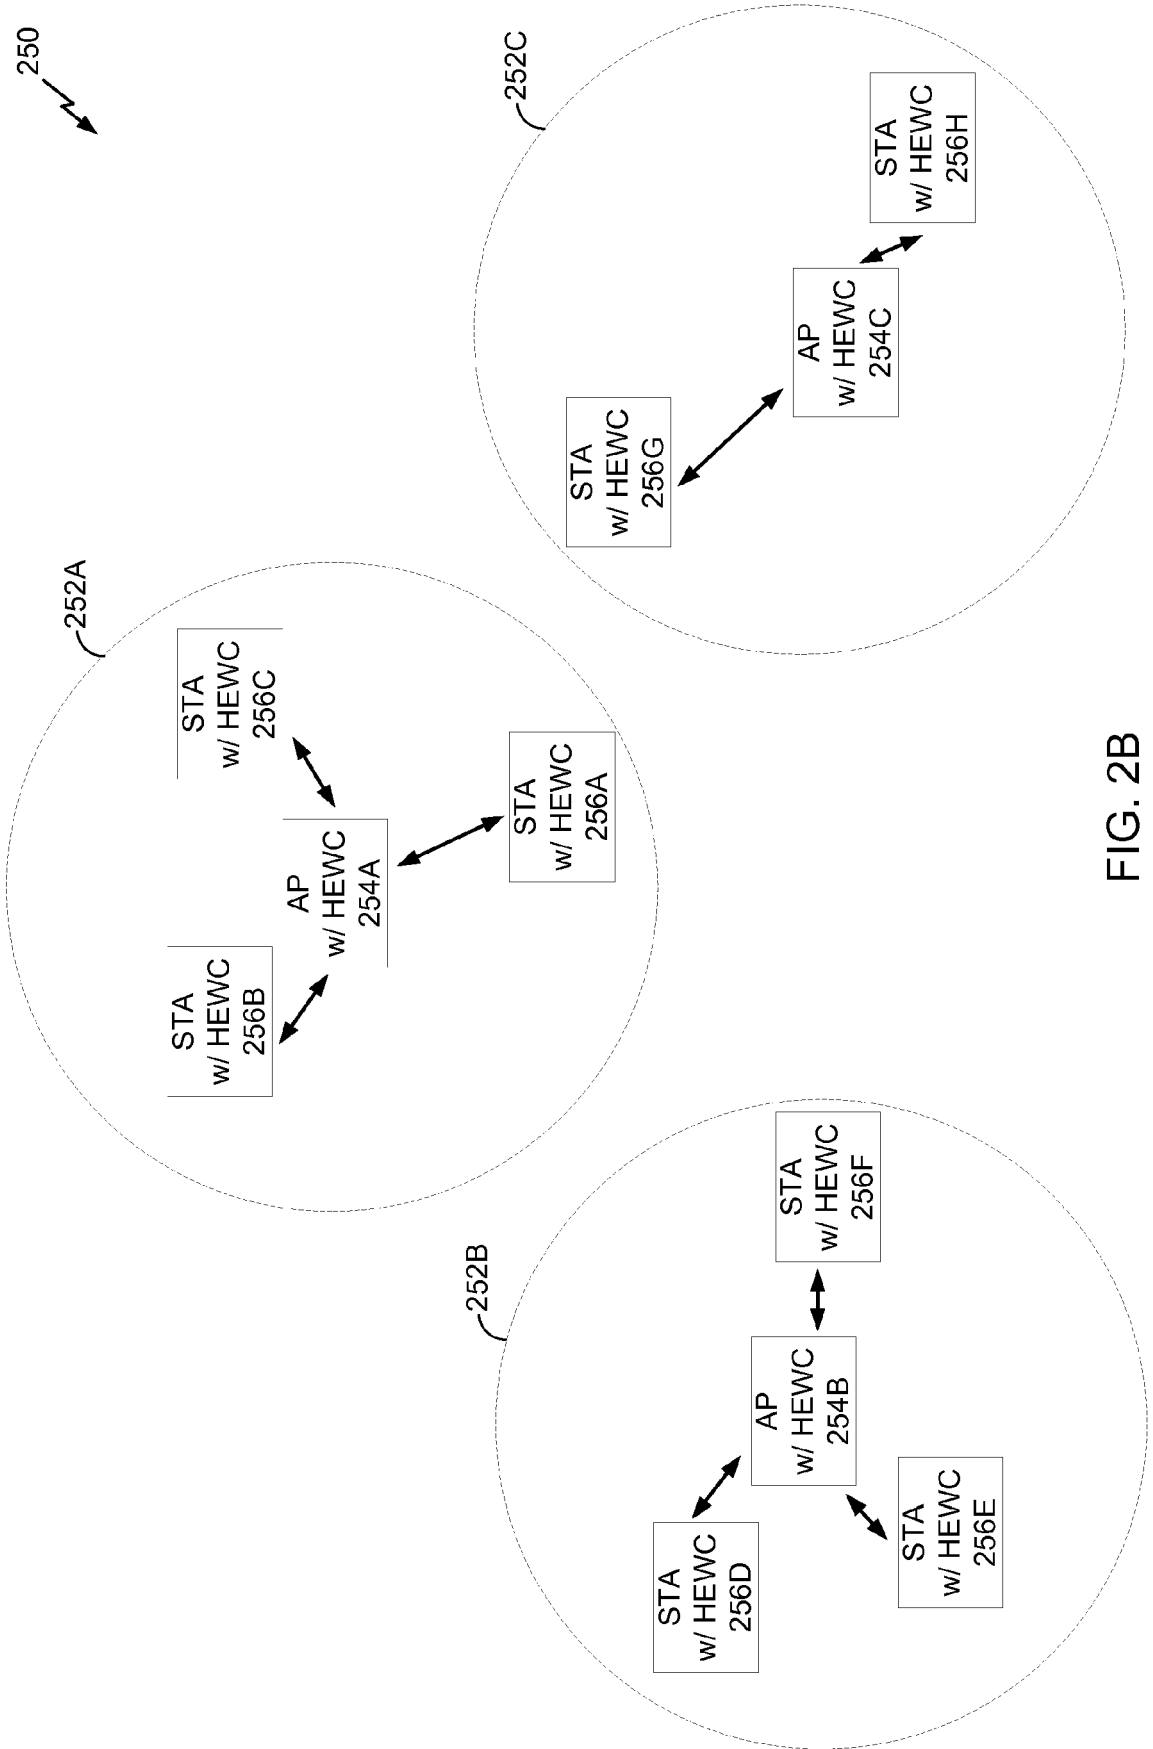 250
252A
STA
w/ HEWC
256B
STA
w/ HEWC
256C
AP
w/ HEWC
254A
STA
w/ HEWC
256A
252B
STA
w/ HEWC
256D
AP
w/ HEWC
254B
STA
w/ HEWC
256F
STA
w/ HEWC
256E
252C
STA
w/ HEWC
256G
AP
w/ HEWC
254C
STA
w/ HEWC
256H
FIG. 2B